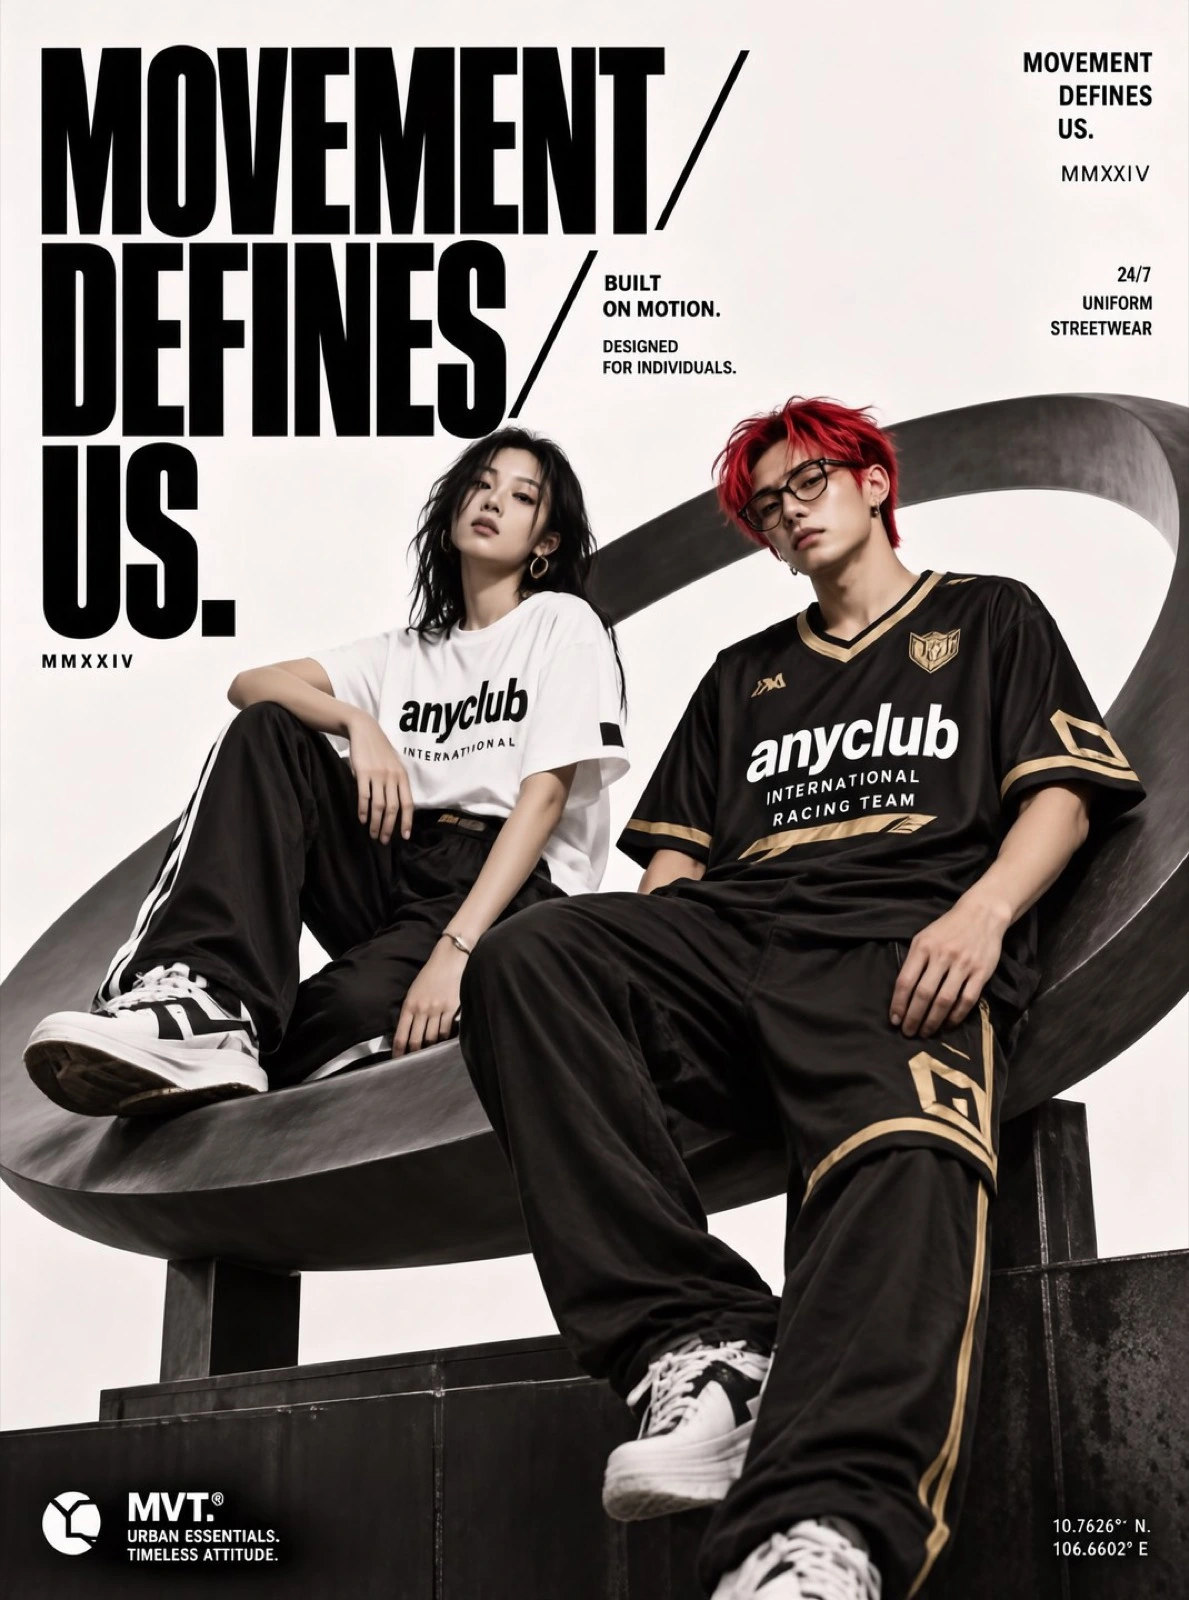 MOVEMENT/
DEFINES/
US.
MMXXIV
BUILT
ON MOTION.
DESIGNED
FOR INDIVIDUALS.
MOVEMENT
DEFINES
US.
MMXXIV
24/7
UNIFORM
STREETWEAR
anyclub
INTERNATIONAL
anyclub
INTERNATIONAL
RACING TEAM
MVT.®
URBAN ESSENTIALS.
TIMELESS ATTITUDE.
10.7626° N.
106.6602° E